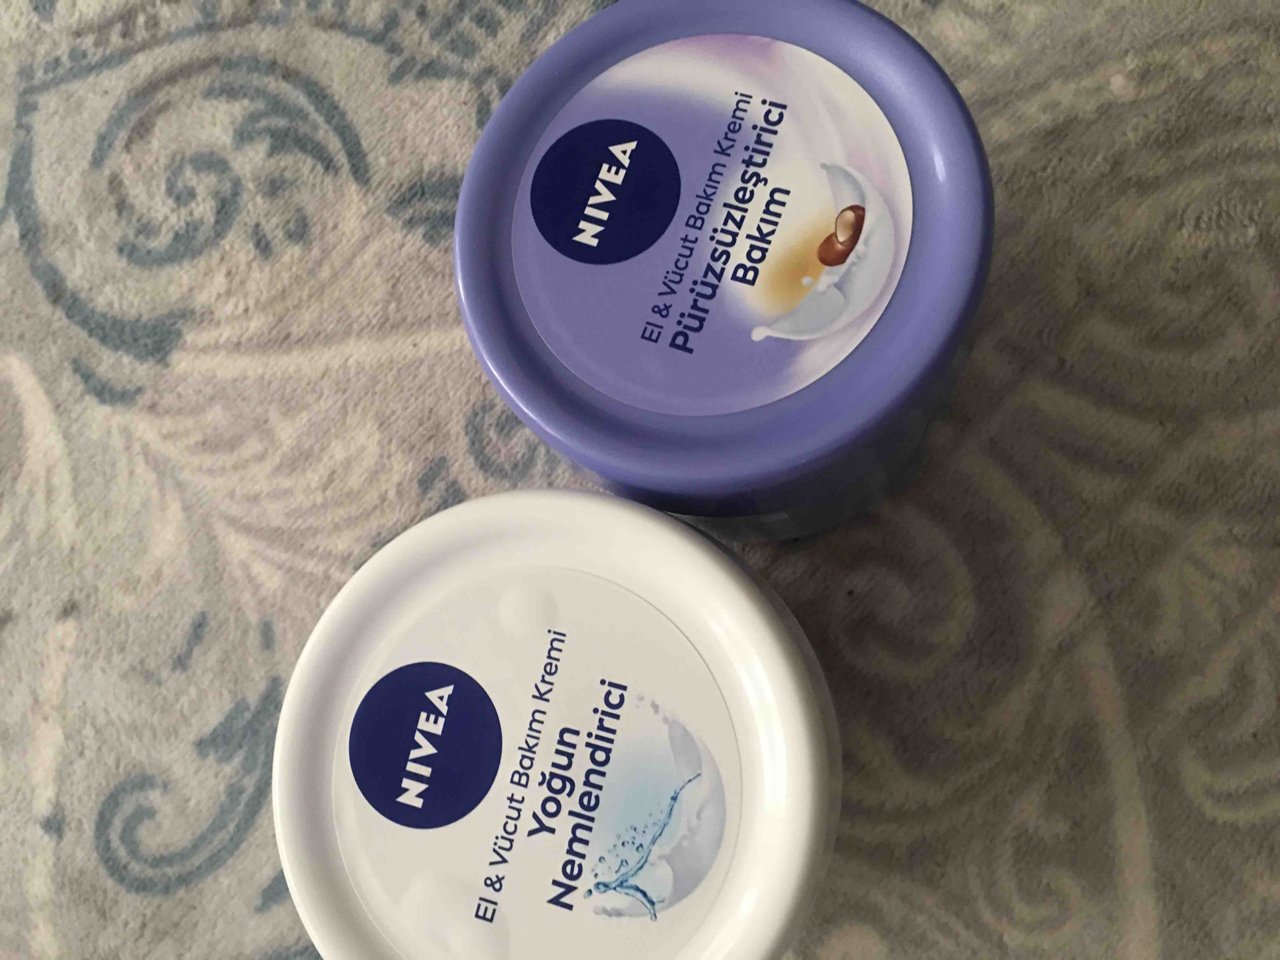 NIVEA
El & Vücut Bakım Kremi
Pürüzsüzleştirici
Bakım
NIVEA
El & Vücut Bakım Kremi
Yoğun
Nemlendirici